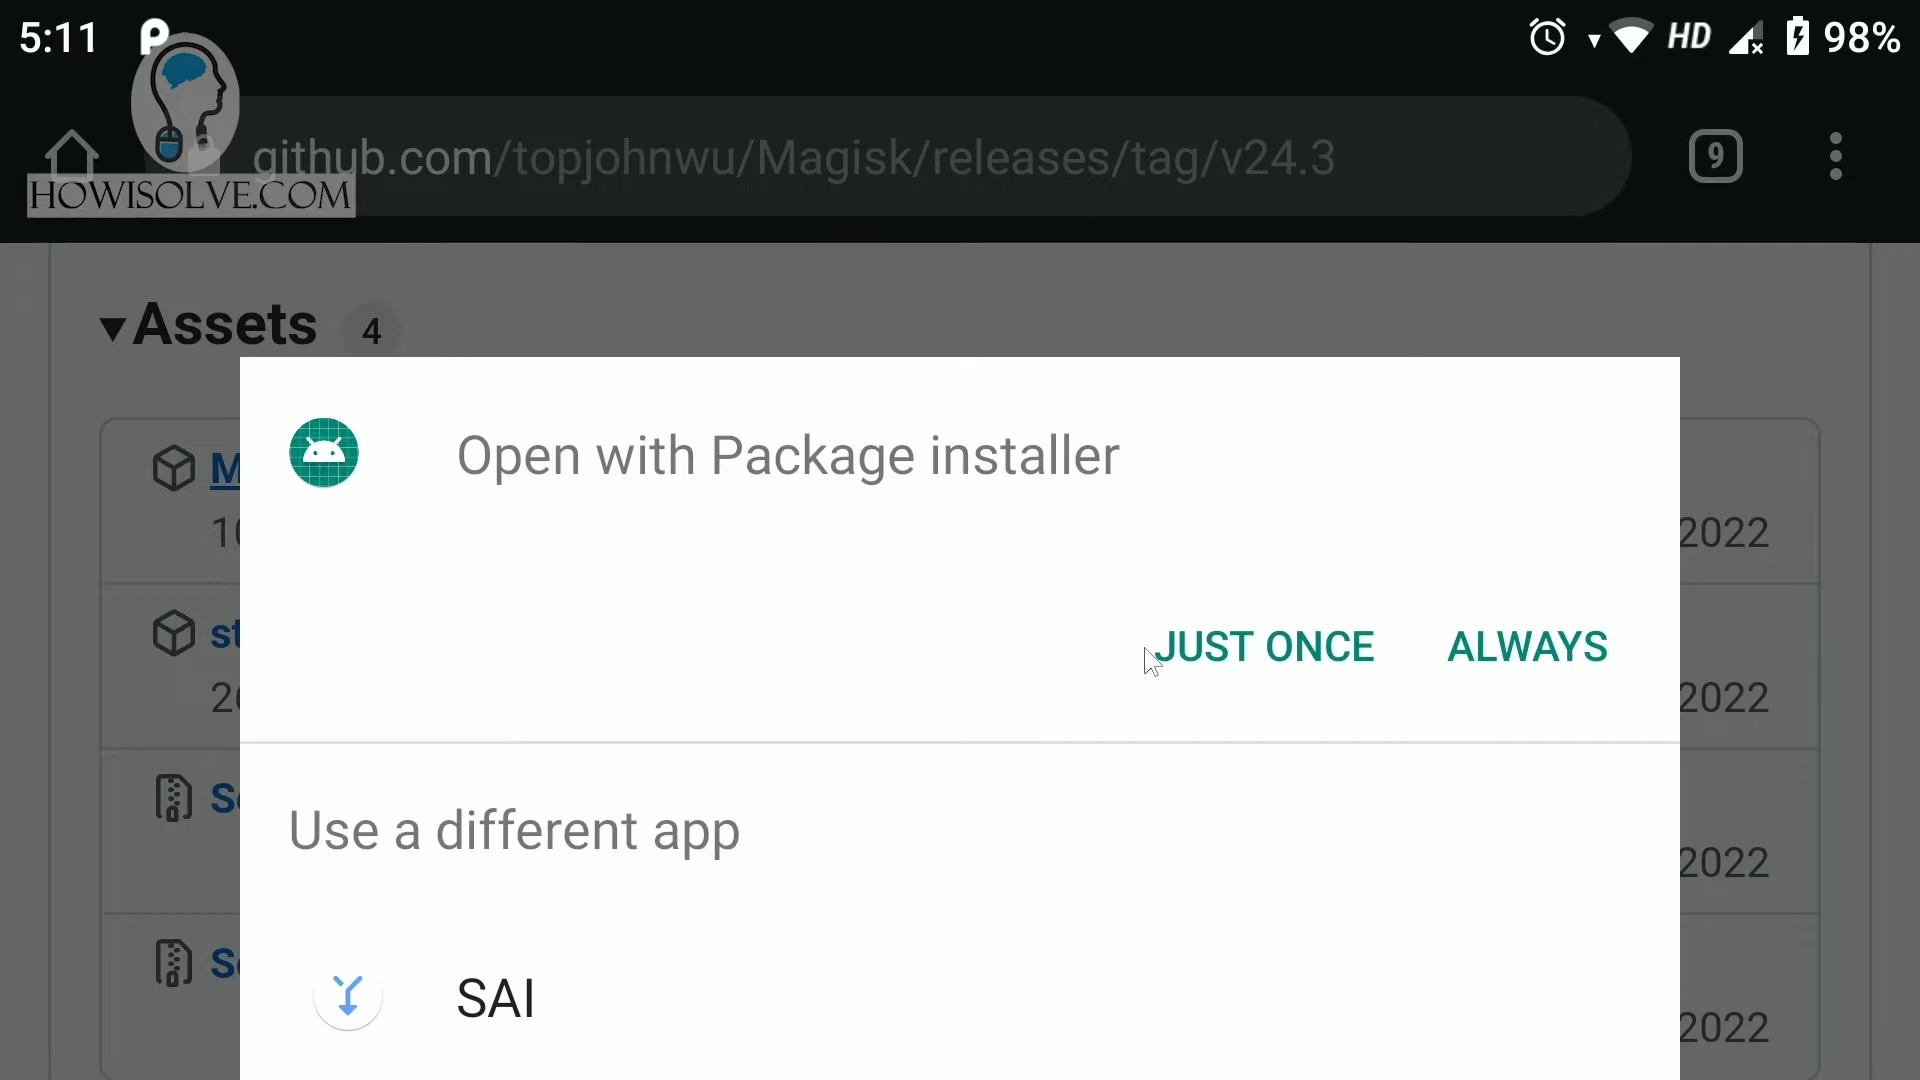 5:11
HD 98%
github.com/topjohnwu/Magisk/releases/tag/v24.3
9
HOWISOLVE.COM
Assets 4
Open with Package installer
2022
JUST ONCE ALWAYS
2022
Use a different app
2022
SAI
2022